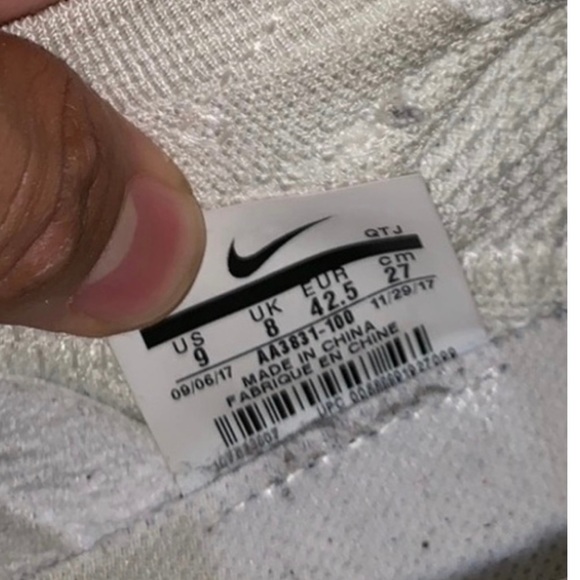 QTJ
US UK EUR cm
9 8 42.5 27
AA3831-100
09/06/17 11/29/17
MADE IN CHINA
FABRIQUE EN CHINE
UPC